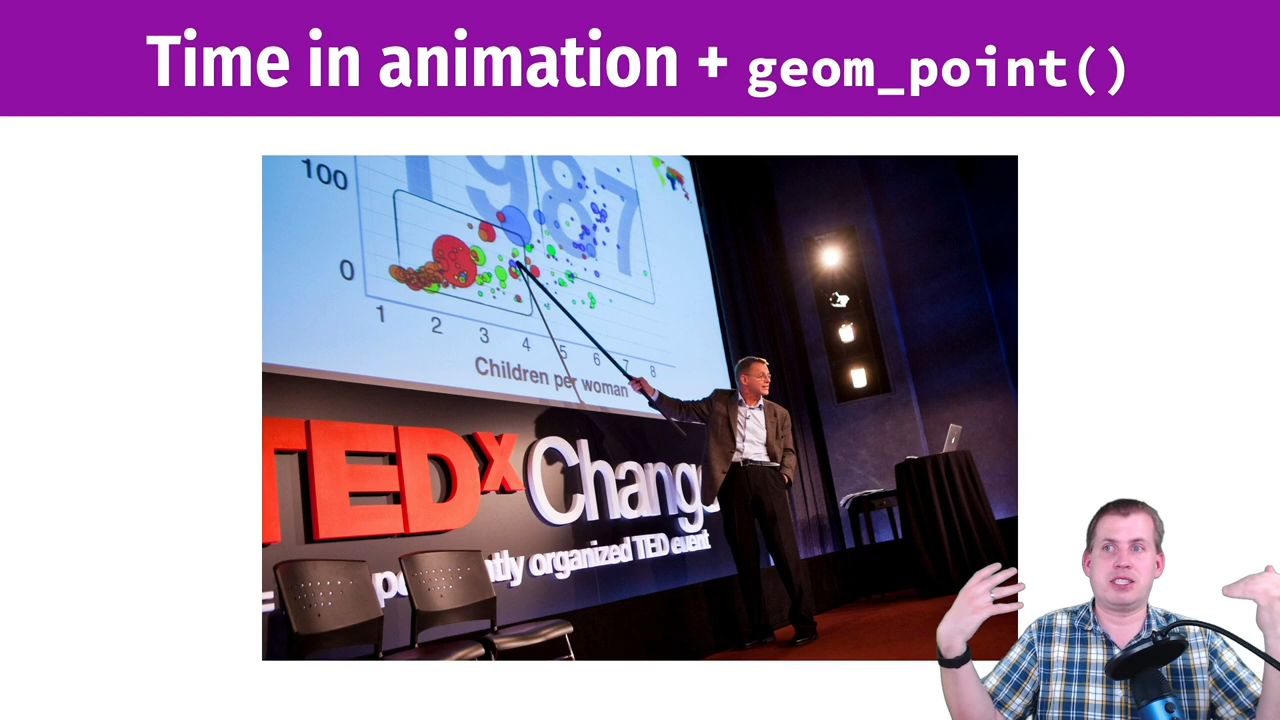 Time in animation + geom_point()
1987
100
0
1 2 3 4 5 6 7 8
Children per woman
TEDx Change
ntly organized TED event